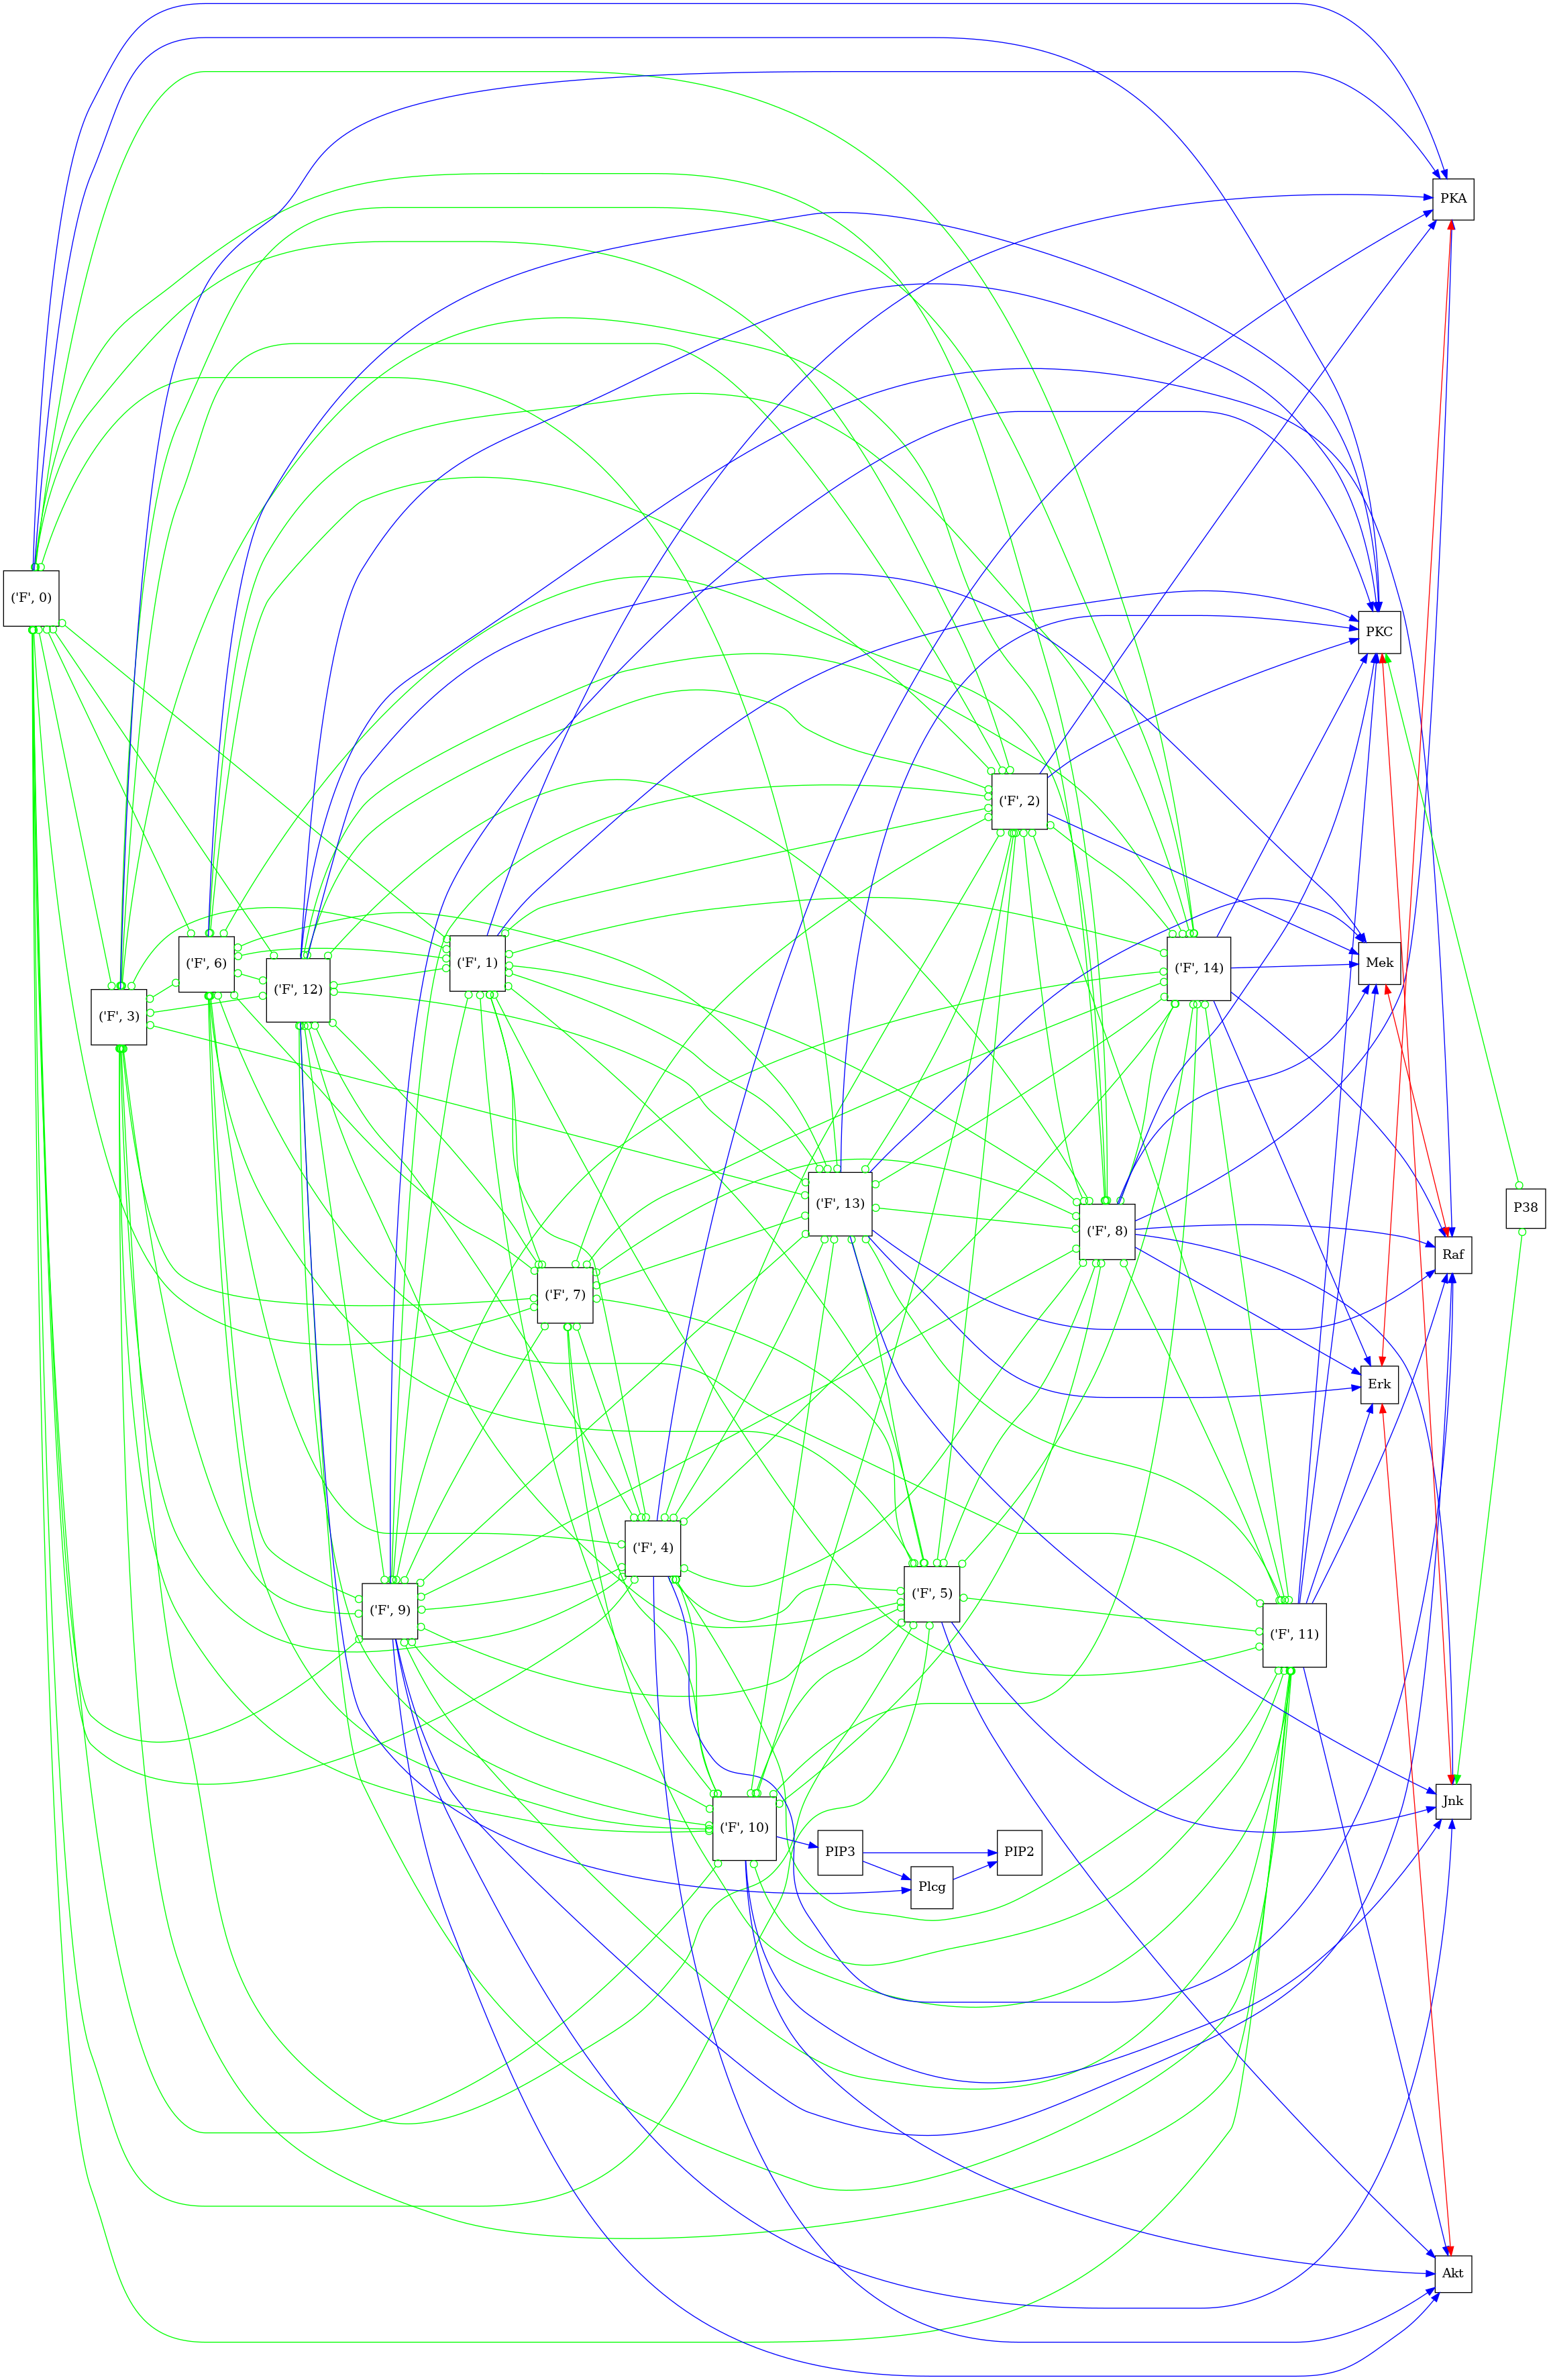 PKA
('F', 0)
PKC
('F', 2)
('F', 6)
('F', 1)
Mek
('F', 14)
('F', 12)
('F', 3)
('F', 13)
P38
('F', 8)
Raf
('F', 7)
Erk
('F', 4)
('F', 5)
('F', 9)
('F', 11)
Jnk
('F', 10)
PIP3
PIP2
Plcg
Akt